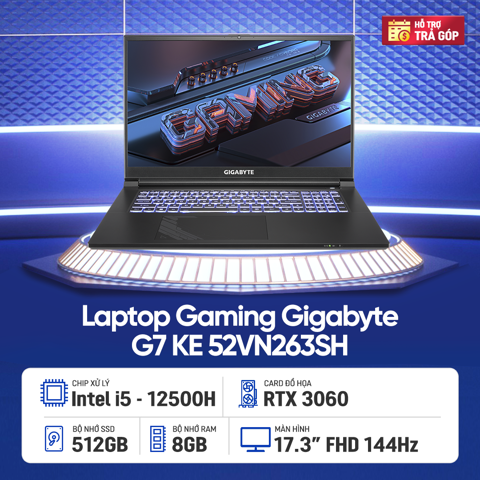 HỖ TRỢ
TRẢ GÓP
GAMING
GIGABYTE
Laptop Gaming Gigabyte
G7 KE 52VN263SH
CHIP XỬ LÝ
Intel i5 - 12500H
CARD ĐỒ HỌA
RTX 3060
BỘ NHỚ SSD
512GB
BỘ NHỚ RAM
8GB
MÀN HÌNH
17.3” FHD 144Hz